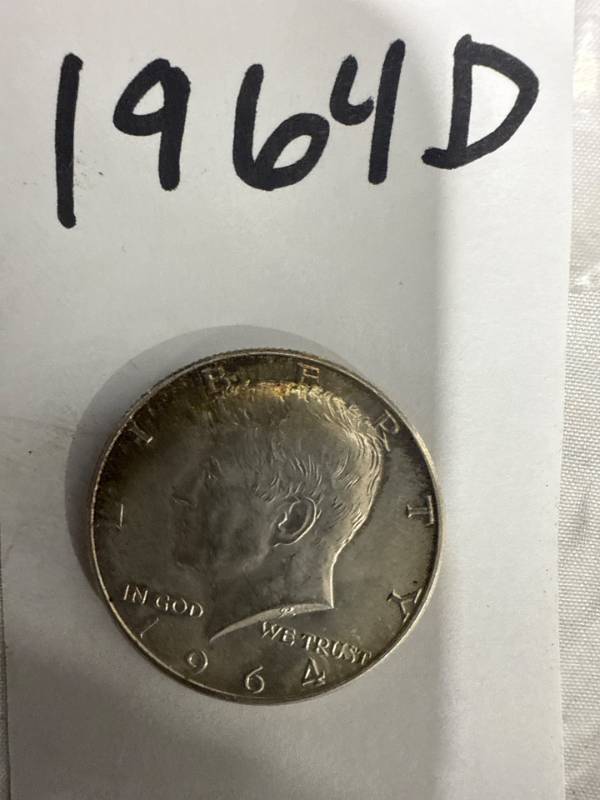 1964D
LIBERTY
IN GOD
WE TRUST
1964